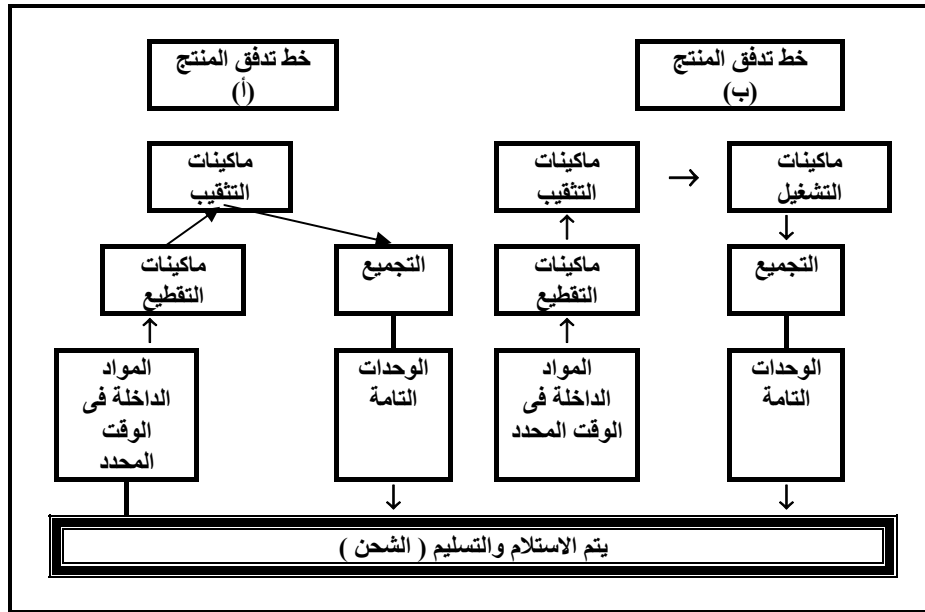 خط تدفق المنتج
(أ)
خط تدفق المنتج
(ب)
ماكينات
التثقيب
ماكينات
التثقيب
ماكينات
التشغيل
ماكينات
التقطيع
التجميع
ماكينات
التقطيع
التجميع
المواد
الداخلة فى
الوقت
المحدد
الوحدات
التامة
المواد
الداخلة فى
الوقت المحدد
الوحدات
التامة
يتم الاستلام والتسليم ( الشحن )